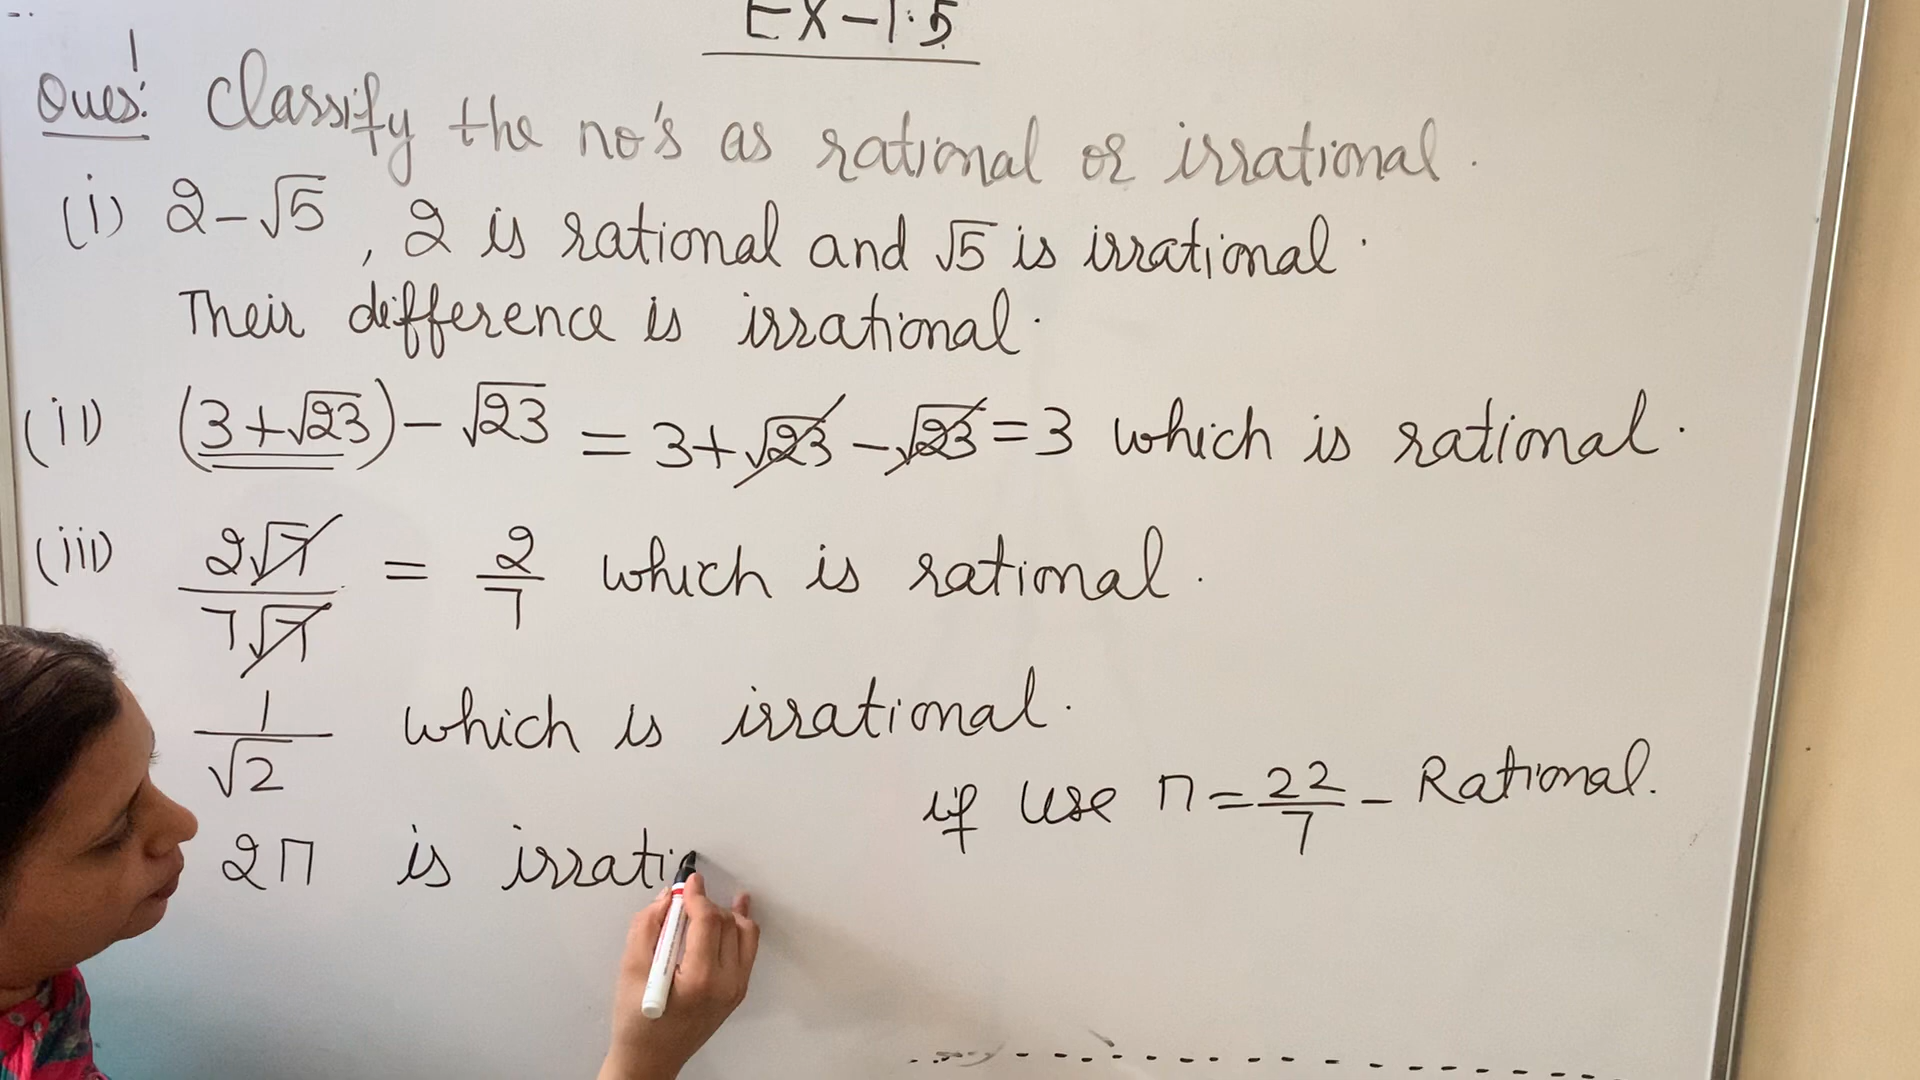 Ex-1.5
Ques: 1 Classify the no's as rational or irrational.
(i) 2-√5, 2 is rational and √5 is irrational.
Their difference is irrational.
(ii) (3+√23)-√23 = 3+√23-√23=3 which is rational.
(iii) 2√7/7√7 = 2/7 which is rational.
1/√2 which is irrational.
if use π=22/7 - Rational.
2π is irratio